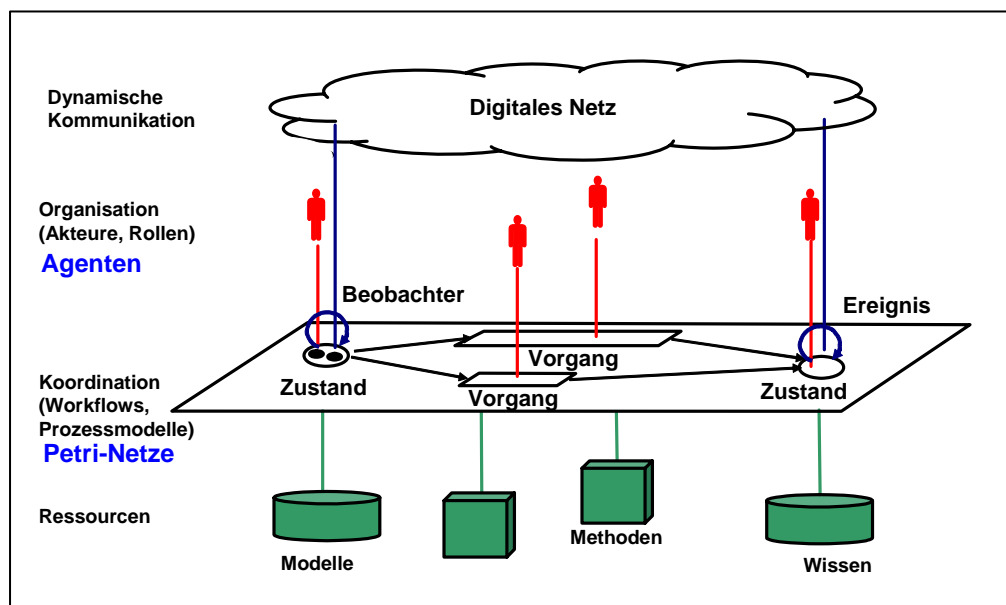 Dynamische
Kommunikation
Digitales Netz
Organisation
(Akteure, Rollen)
Agenten
Beobachter
Ereignis
Vorgang
Zustand
Vorgang
Zustand
Koordination
(Workflows,
Prozessmodelle)
Petri-Netze
Ressourcen
Modelle
Methoden
Wissen